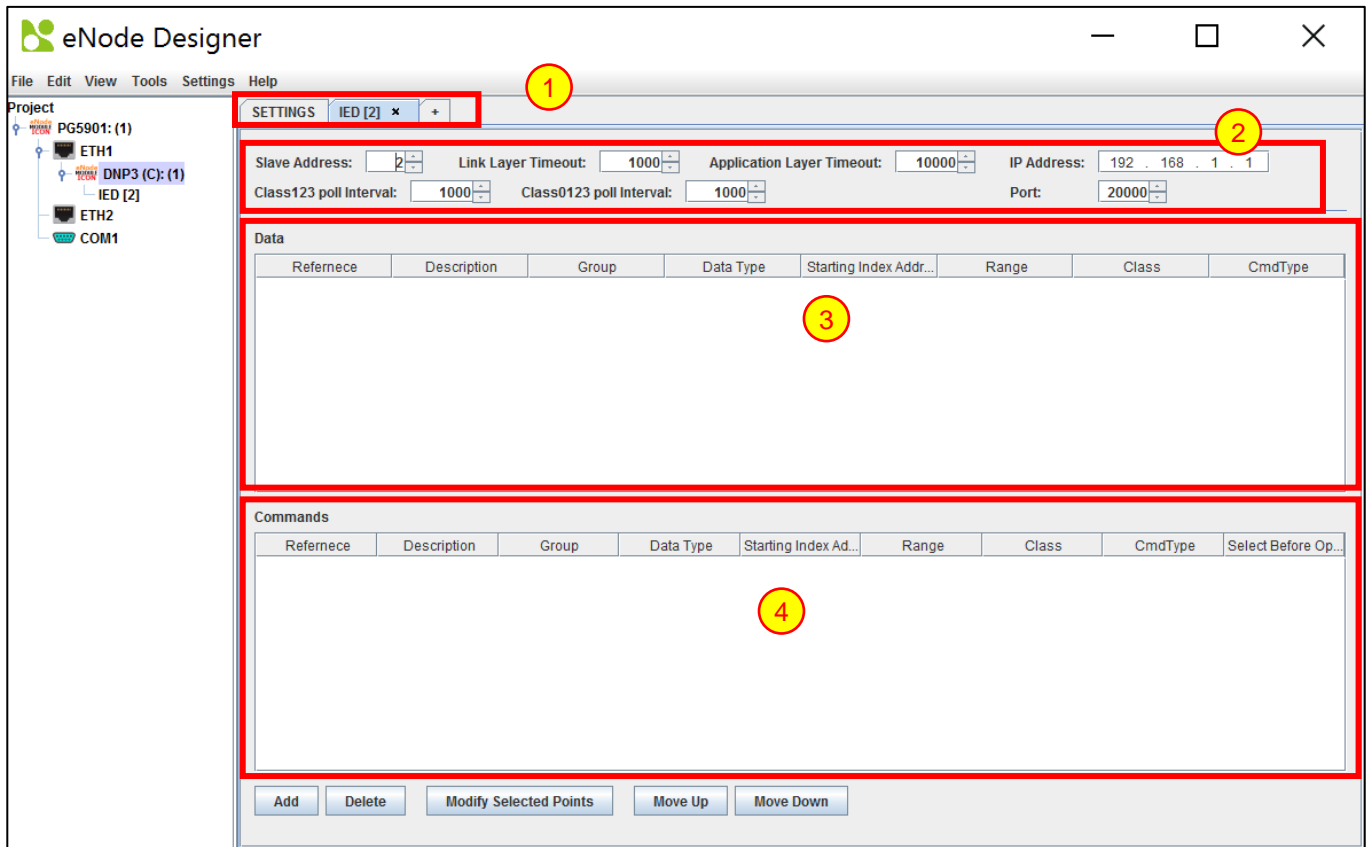 eNode Designer
File Edit View Tools Settings Help
1
Project
SETTINGS IED [2] × +
PG5901: (1)
2
ETH1
Slave Address: 2 Link Layer Timeout: 1000 Application Layer Timeout: 10000 IP Address: 192 . 168 . 1 . 1
DNP3 (C): (1)
Class123 poll Interval: 1000 Class0123 poll Interval: 1000 Port: 20000
IED [2]
ETH2
COM1
Data
Refernece Description Group Data Type Starting Index Addr... Range Class CmdType
3
Commands
Refernece Description Group Data Type Starting Index Ad... Range Class CmdType Select Before Op...
4
Add Delete Modify Selected Points Move Up Move Down